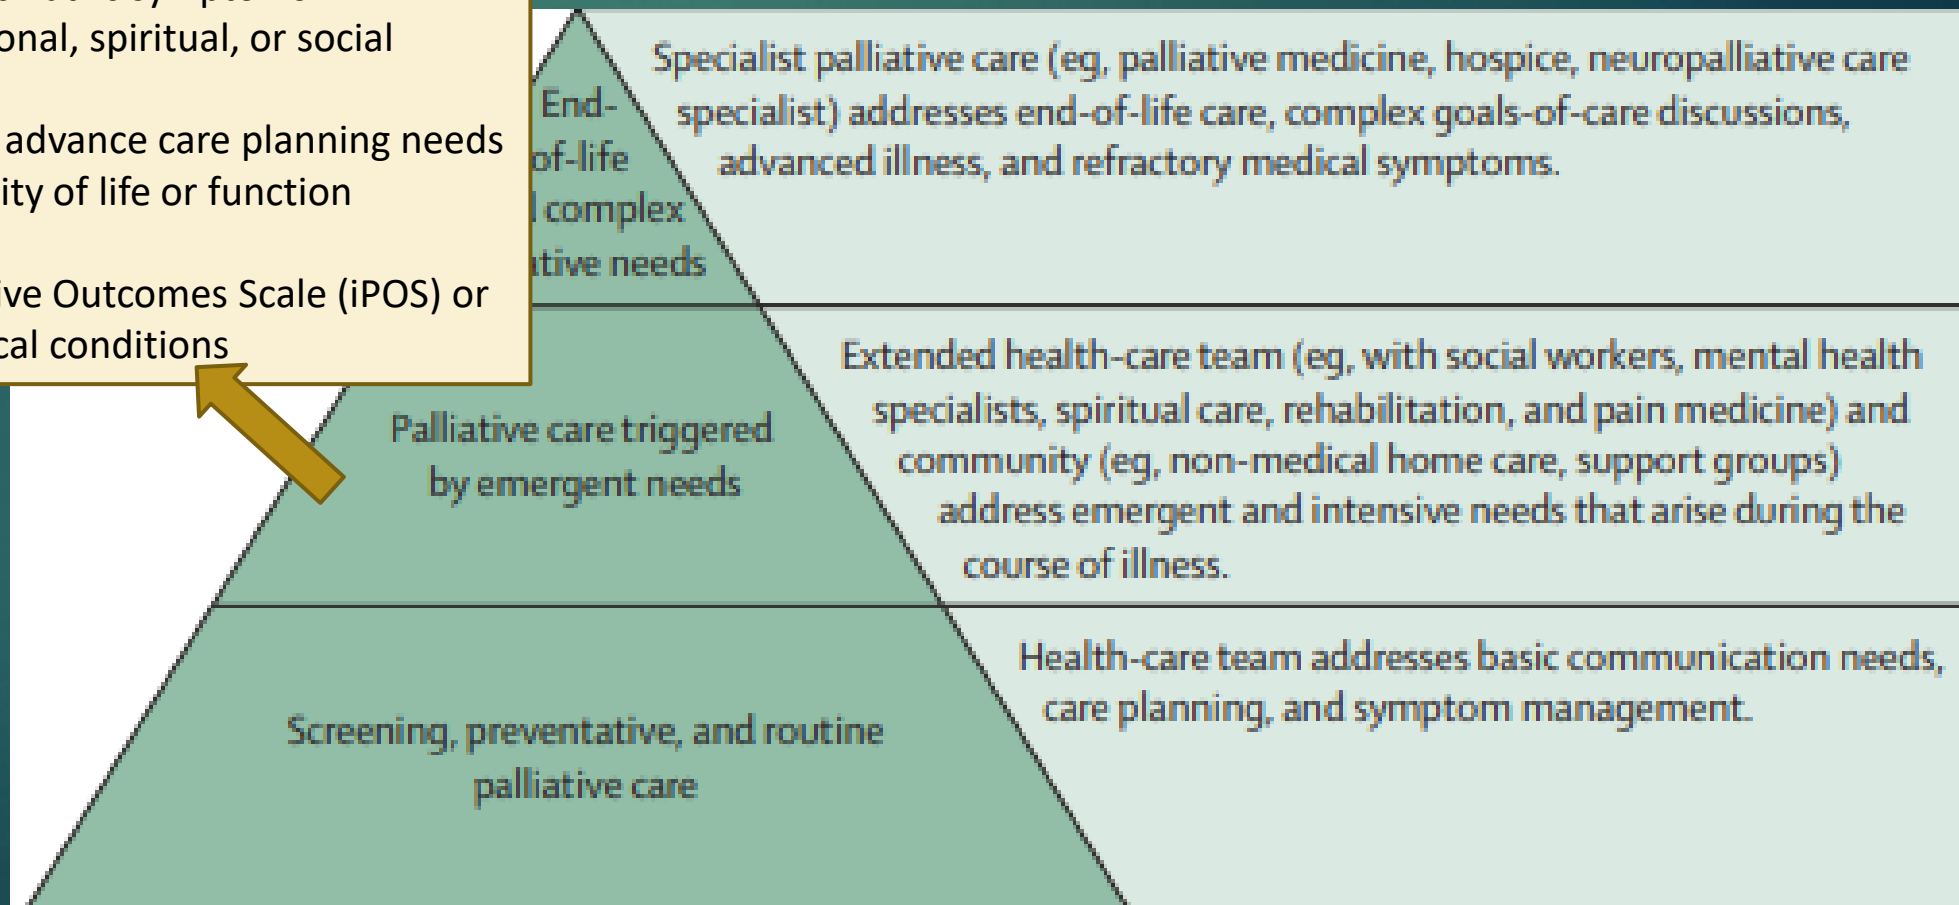 onal, spiritual, or social
advance care planning needs
ity of life or function
ive Outcomes Scale (iPOS) or
cal conditions
End-
of-life
complex
ative needs
Specialist palliative care (eg, palliative medicine, hospice, neuropalliative care
specialist) addresses end-of-life care, complex goals-of-care discussions,
advanced illness, and refractory medical symptoms.
Palliative care triggered
by emergent needs
Extended health-care team (eg, with social workers, mental health
specialists, spiritual care, rehabilitation, and pain medicine) and
community (eg, non-medical home care, support groups)
address emergent and intensive needs that arise during the
course of illness.
Screening, preventative, and routine
palliative care
Health-care team addresses basic communication needs,
care planning, and symptom management.